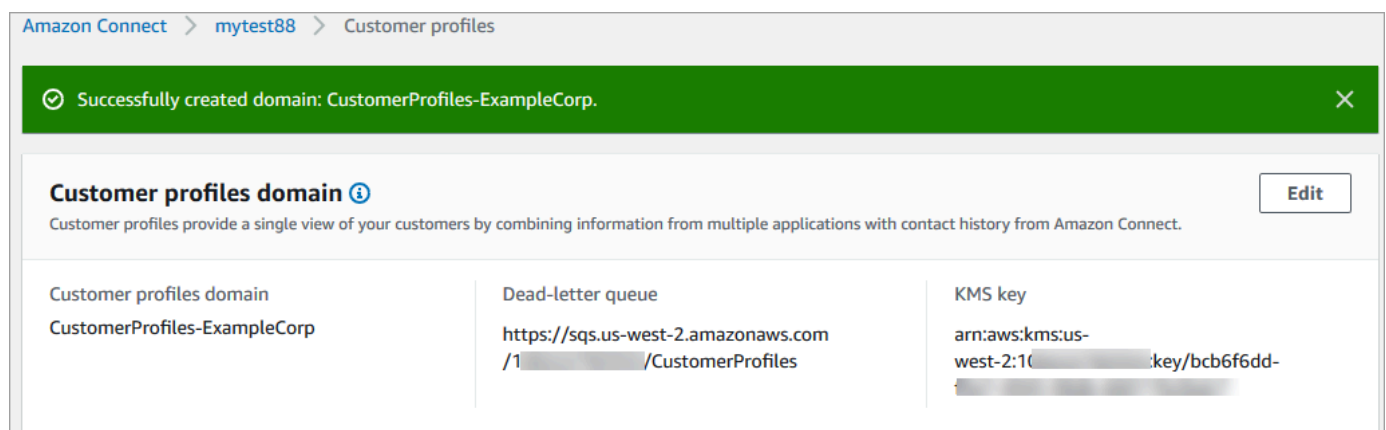 Amazon Connect > mytest88 > Customer profiles
Successfully created domain: CustomerProfiles-ExampleCorp.
Customer profiles domain
Edit
Customer profiles provide a single view of your customers by combining information from multiple applications with contact history from Amazon Connect.
Customer profiles domain
CustomerProfiles-ExampleCorp
Dead-letter queue
https://sqs.us-west-2.amazonaws.com
/1 /CustomerProfiles
KMS key
arn:aws:kms:us-
west-2:10 :key/bcb6f6dd-